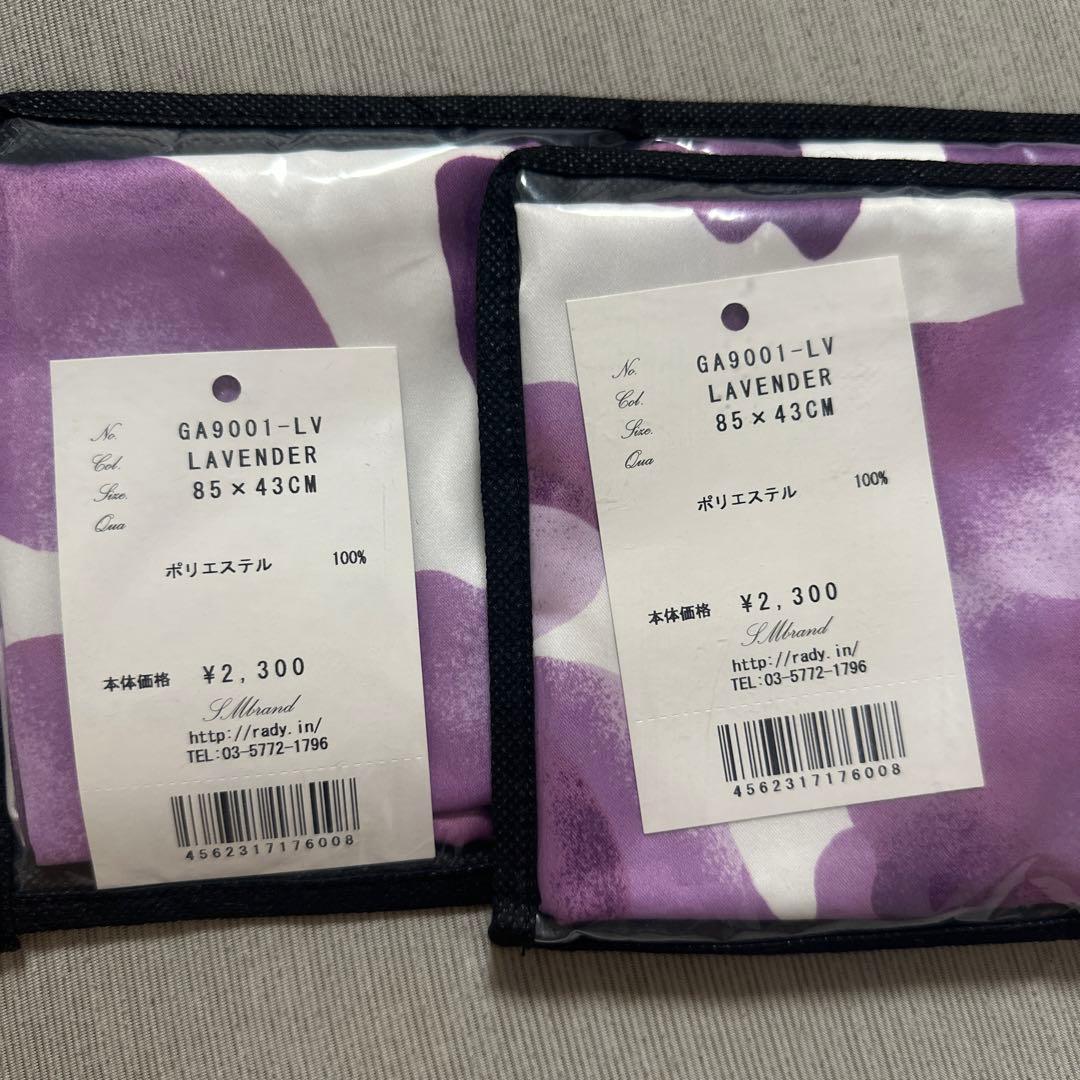 No. GA9001-LV
Col. LAVENDER
Size. 85×43CM
Qua
ポリエステル 100%
本体価格 ¥2,300
SMbrand
http://rady.in/
TEL:03-5772-1796
4562317176008
No. GA9001-LV
Col. LAVENDER
Size. 85×43CM
Qua
ポリエステル 100%
本体価格 ¥2,300
SMbrand
http://rady.in/
TEL:03-5772-1796
4562317176008